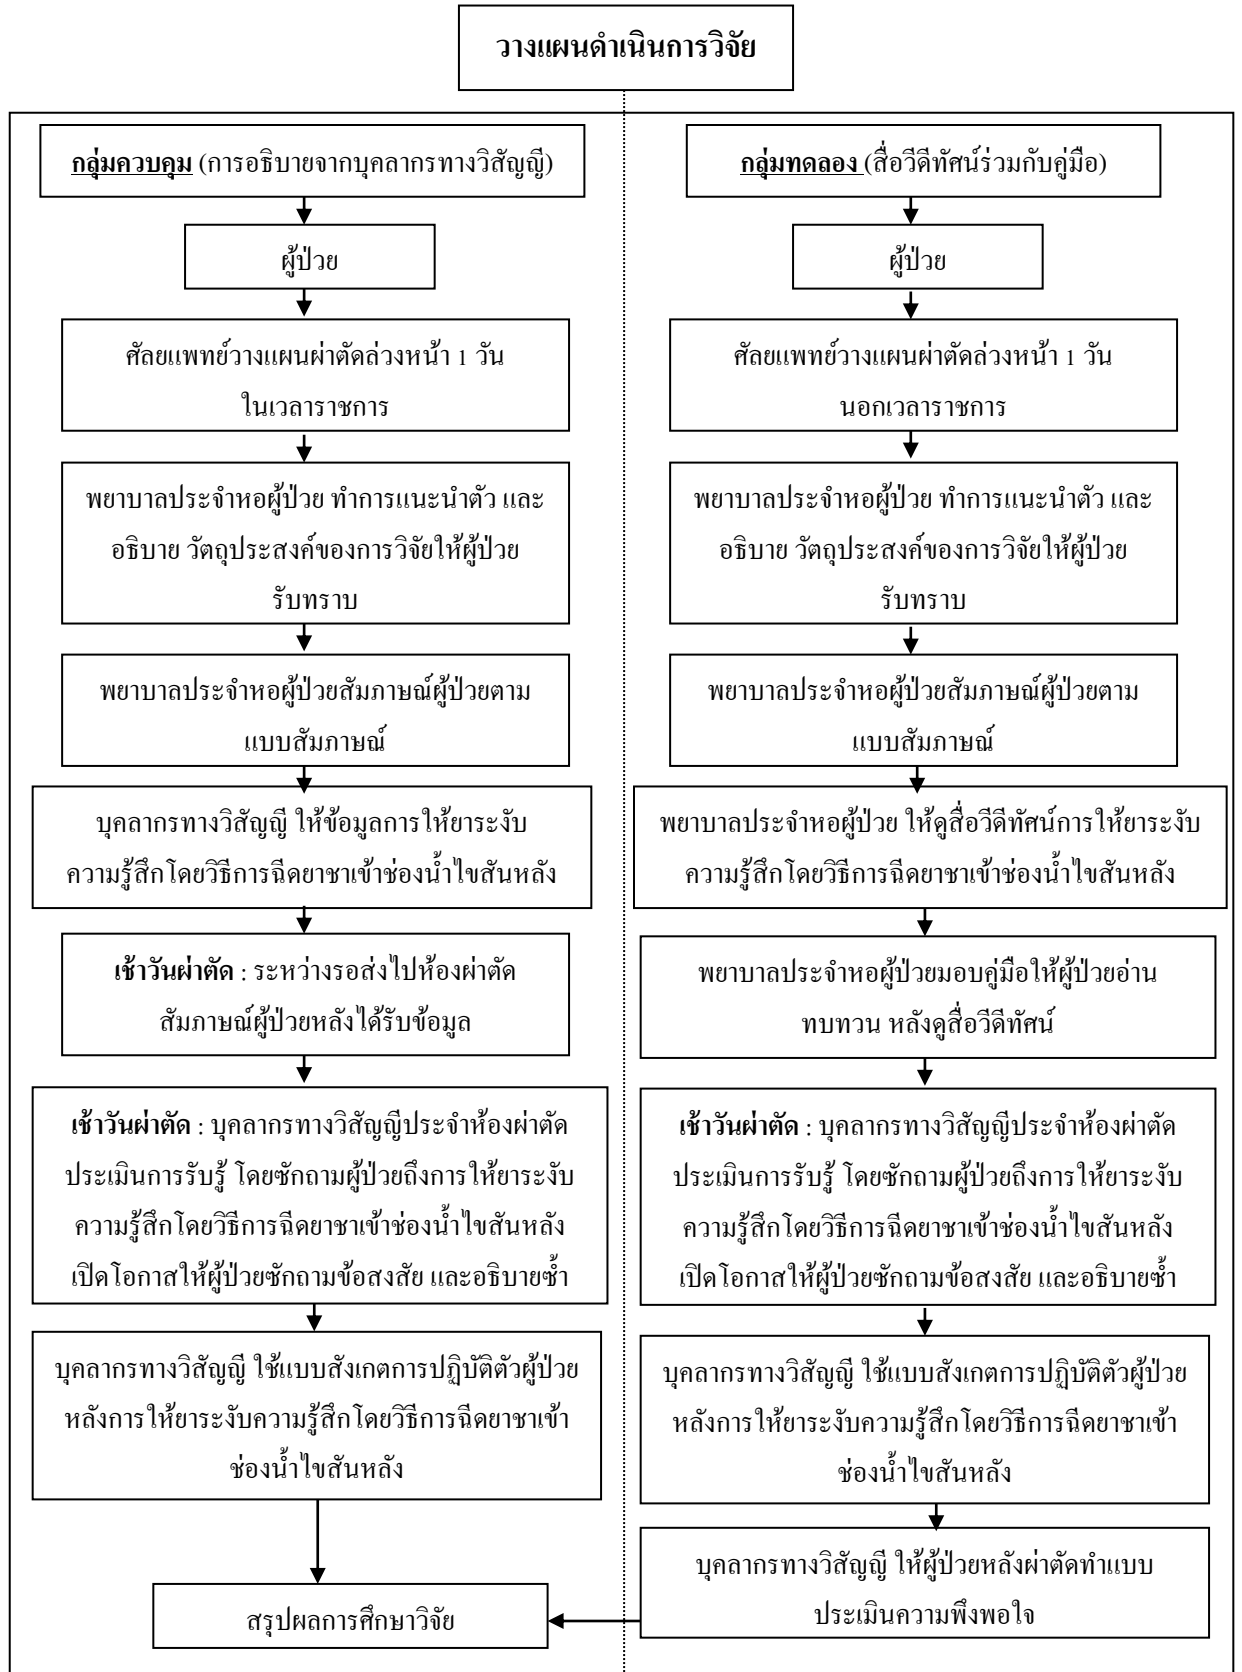 วางแผนดำเนินการวิจัย
กลุ่มควบคุม (การอธิบายจากบุคลากรทางวิสัญญี)
ผู้ป่วย
ศัลยแพทย์วางแผนผ่าตัดล่วงหน้า 1 วัน
ในเวลาราชการ
พยาบาลประจำหอผู้ป่วย ทำการแนะนำตัว และ
อธิบาย วัตถุประสงค์ของการวิจัยให้ผู้ป่วย
รับทราบ
พยาบาลประจำหอผู้ป่วยสัมภาษณ์ผู้ป่วยตาม
แบบสัมภาษณ์
บุคลากรทางวิสัญญี ให้ข้อมูลการให้ยาระงับ
ความรู้สึกโดยวิธีการฉีดยาชาเข้าช่องน้ำไขสันหลัง
เช้าวันผ่าตัด : ระหว่างรอส่งไปห้องผ่าตัด
สัมภาษณ์ผู้ป่วยหลังได้รับข้อมูล
เช้าวันผ่าตัด : บุคลากรทางวิสัญญีประจำห้องผ่าตัด
ประเมินการรับรู้ โดยซักถามผู้ป่วยถึงการให้ยาระงับ
ความรู้สึกโดยวิธีการฉีดยาชาเข้าช่องน้ำไขสันหลัง
เปิดโอกาสให้ผู้ป่วยซักถามข้อสงสัย และอธิบายซ้ำ
บุคลากรทางวิสัญญี ใช้แบบสังเกตการปฏิบัติตัวผู้ป่วย
หลังการให้ยาระงับความรู้สึกโดยวิธีการฉีดยาชาเข้า
ช่องน้ำไขสันหลัง
สรุปผลการศึกษาวิจัย
กลุ่มทดลอง (สื่อวีดีทัศน์ร่วมกับคู่มือ)
ผู้ป่วย
ศัลยแพทย์วางแผนผ่าตัดล่วงหน้า 1 วัน
นอกเวลาราชการ
พยาบาลประจำหอผู้ป่วย ทำการแนะนำตัว และ
อธิบาย วัตถุประสงค์ของการวิจัยให้ผู้ป่วย
รับทราบ
พยาบาลประจำหอผู้ป่วยสัมภาษณ์ผู้ป่วยตาม
แบบสัมภาษณ์
พยาบาลประจำหอผู้ป่วย ให้ดูสื่อวีดีทัศน์การให้ยาระงับ
ความรู้สึกโดยวิธีการฉีดยาชาเข้าช่องน้ำไขสันหลัง
พยาบาลประจำหอผู้ป่วยมอบคู่มือให้ผู้ป่วยอ่าน
ทบทวน หลังดูสื่อวีดีทัศน์
เช้าวันผ่าตัด : บุคลากรทางวิสัญญีประจำห้องผ่าตัด
ประเมินการรับรู้ โดยซักถามผู้ป่วยถึงการให้ยาระงับ
ความรู้สึกโดยวิธีการฉีดยาชาเข้าช่องน้ำไขสันหลัง
เปิดโอกาสให้ผู้ป่วยซักถามข้อสงสัย และอธิบายซ้ำ
บุคลากรทางวิสัญญี ใช้แบบสังเกตการปฏิบัติตัวผู้ป่วย
หลังการให้ยาระงับความรู้สึกโดยวิธีการฉีดยาชาเข้า
ช่องน้ำไขสันหลัง
บุคลากรทางวิสัญญี ให้ผู้ป่วยหลังผ่าตัดทำแบบ
ประเมินความพึงพอใจ